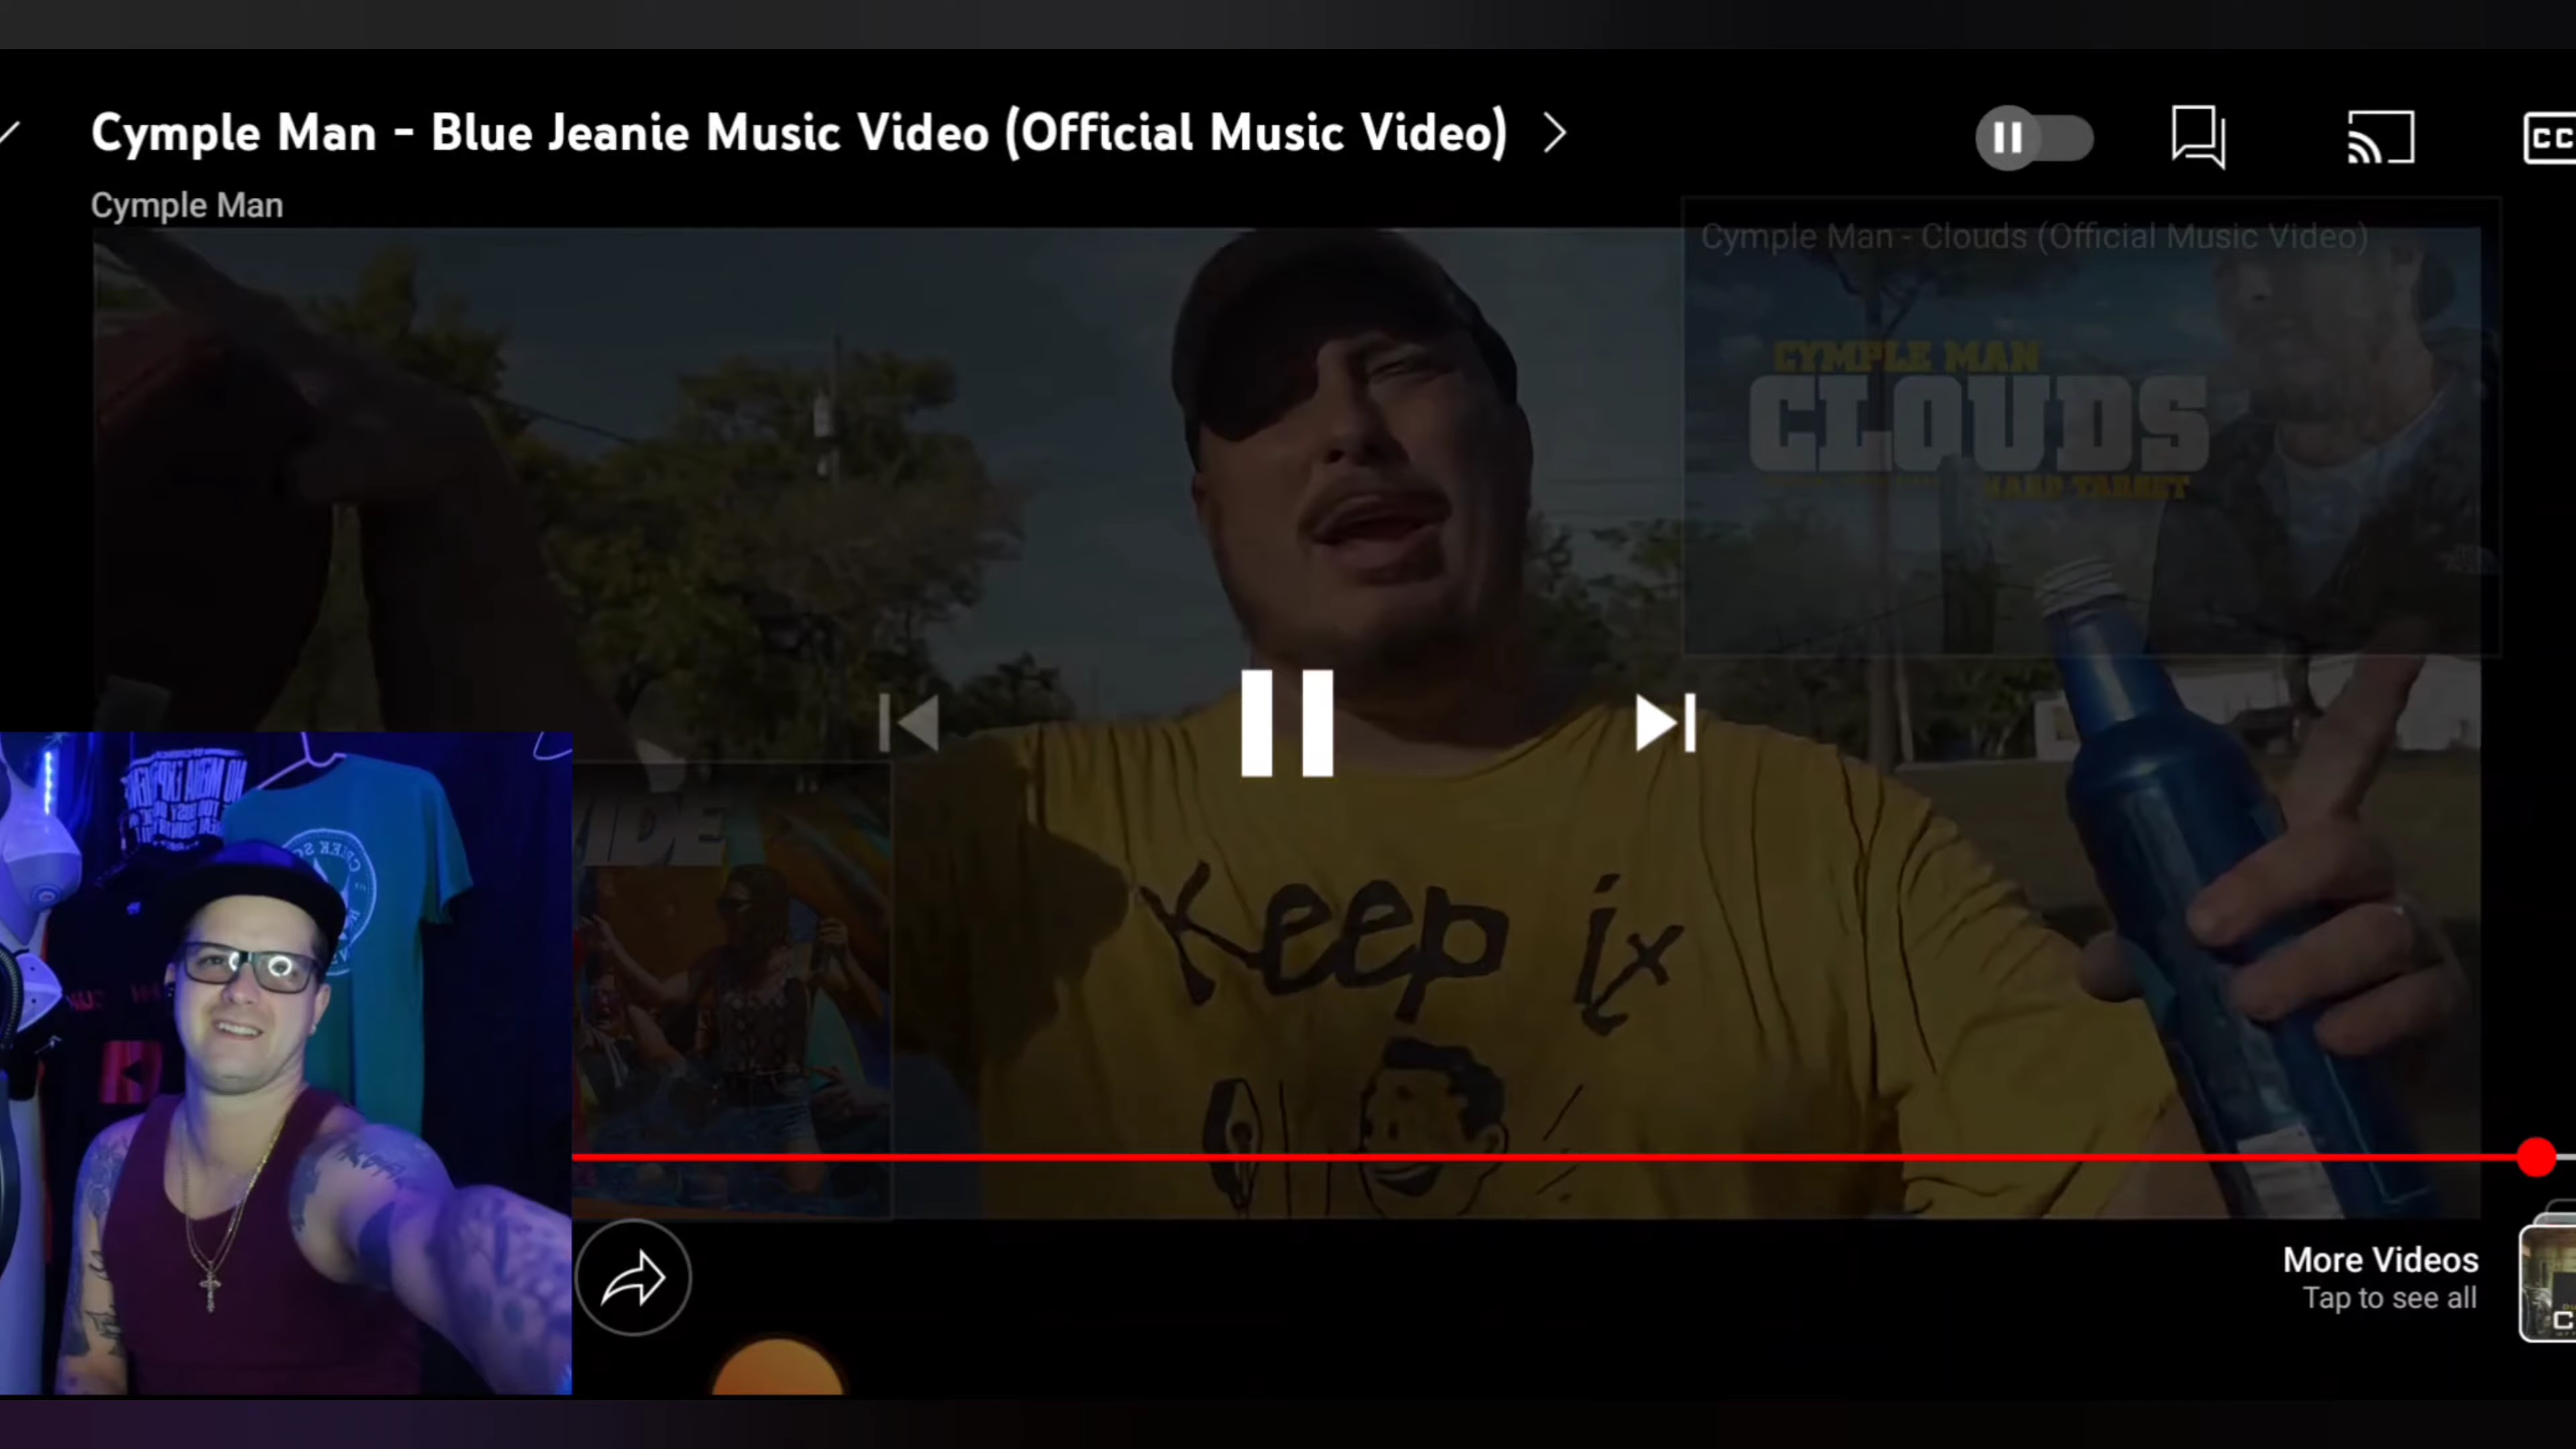 Cymple Man - Blue Jeanie Music Video (Official Music Video)
CC
Cymple Man
Cymple Man - Clouds (Official Music Video)
CYMPLE MAN
CLOUDS
HARD TARGET
Keep it
More Videos
Tap to see all